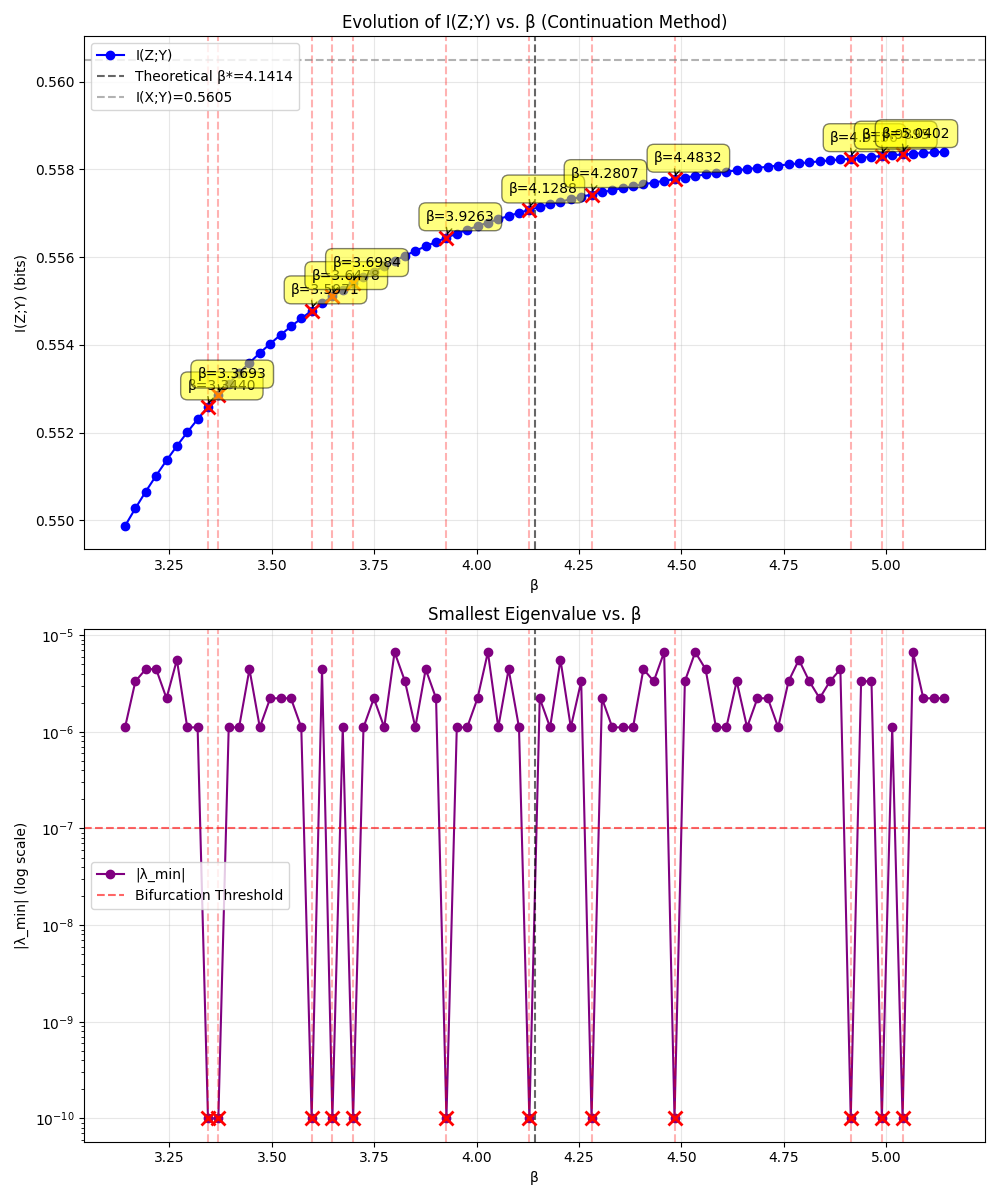 Evolution of I(Z;Y) vs. β (Continuation Method)
I(Z;Y)
Theoretical β*=4.1414
I(X;Y)=0.5605
β=5.0402
β=4.4832
β=4.2807
β=4.1288
β=3.9263
β=3.6984
β=3.6478
β=3.5971
β=3.3693
β=3.3440
0.560
0.558
0.556
0.554
0.552
0.550
I(Z;Y) (bits)
3.25 3.50 3.75 4.00 4.25 4.50 4.75 5.00
β
Smallest Eigenvalue vs. β
10⁻⁵
10⁻⁶
10⁻⁷
10⁻⁸
10⁻⁹
10⁻¹⁰
|λ_min| (log scale)
|λ_min|
Bifurcation Threshold
3.25 3.50 3.75 4.00 4.25 4.50 4.75 5.00
β